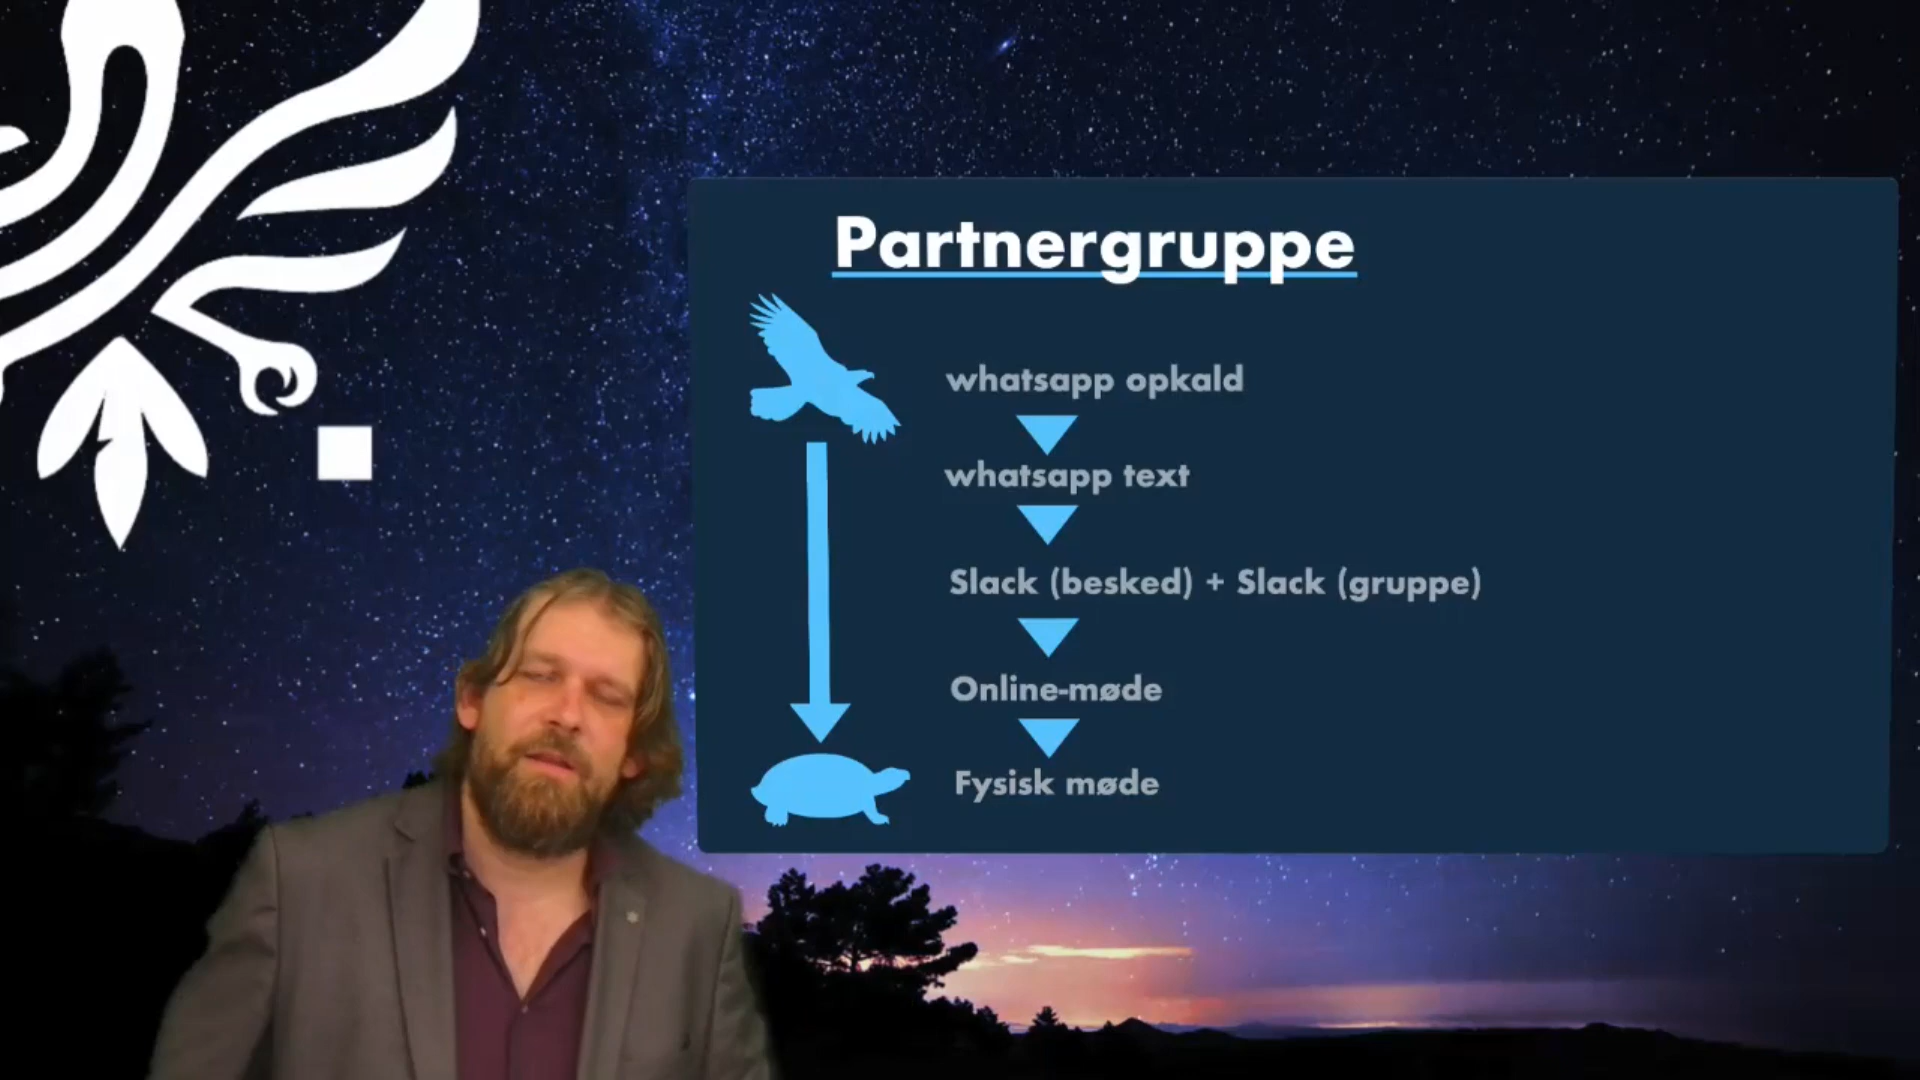 Partnergruppe
whatsapp opkald
whatsapp text
Slack (besked) + Slack (gruppe)
Online-møde
Fysisk møde